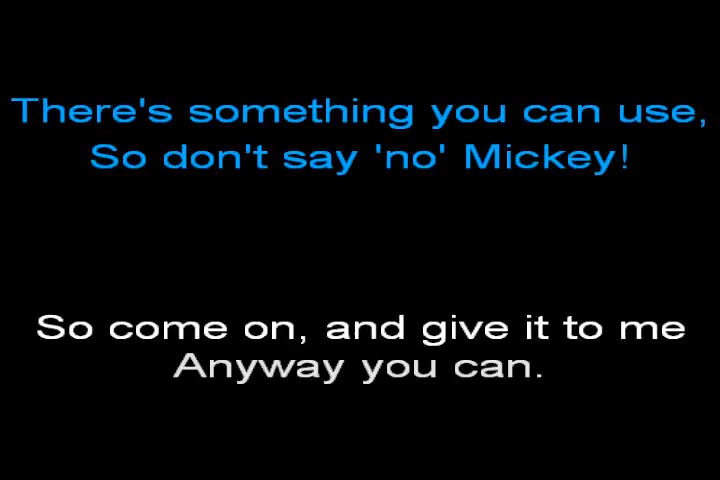 There's something you can use,
So don't say 'no' Mickey!
So come on, and give it to me
Anyway you can.